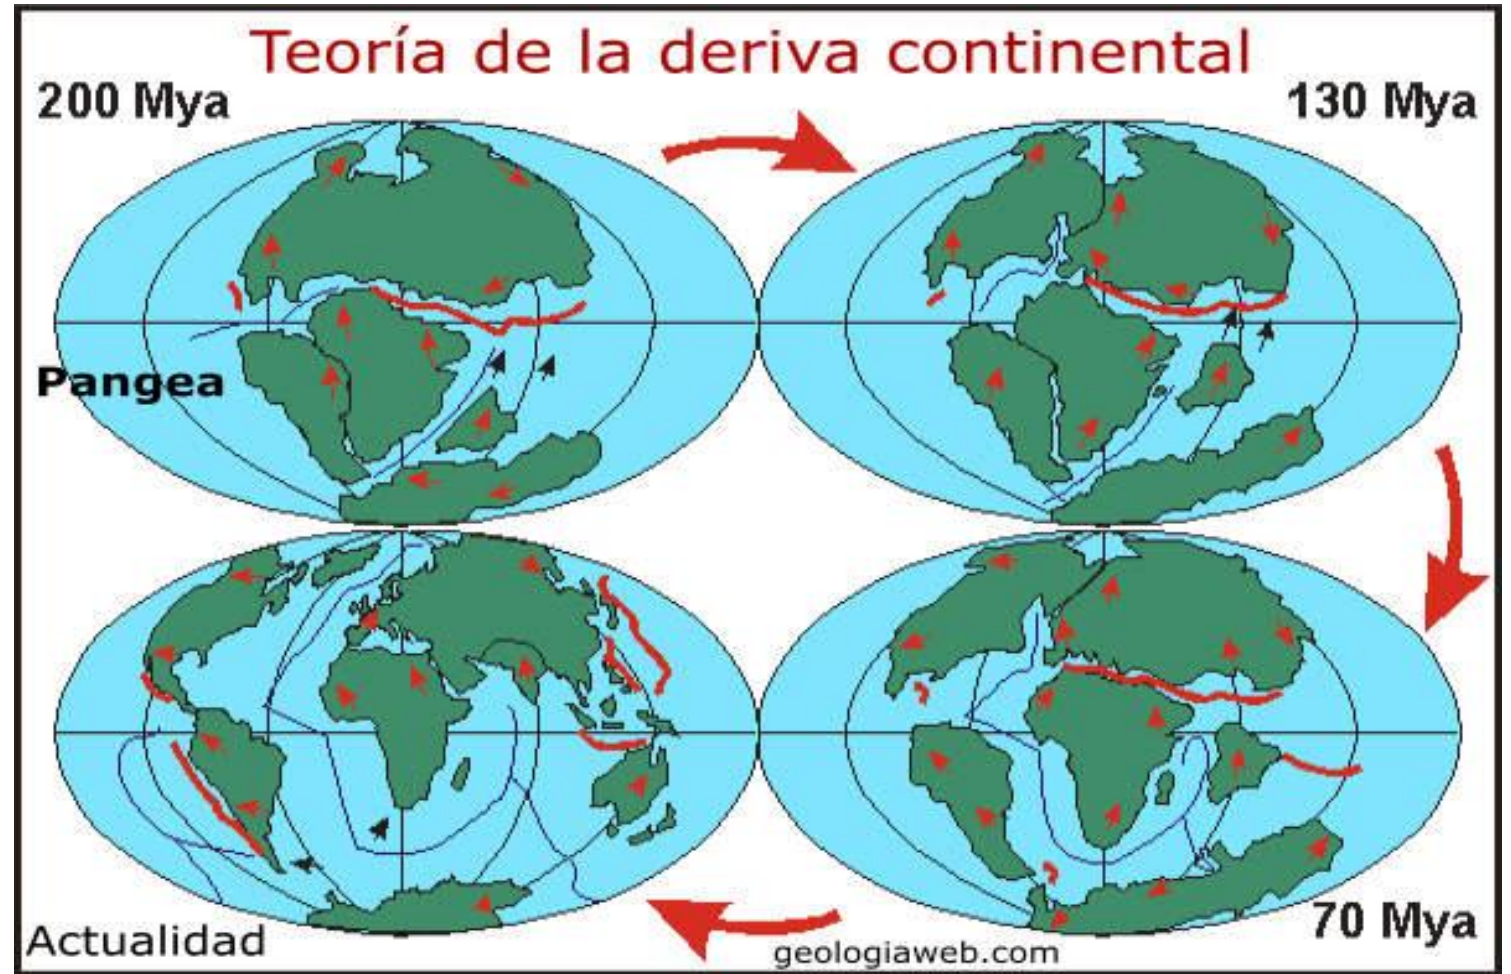 Teoría de la deriva continental
200 Mya
130 Mya
Pangea
Actualidad
70 Mya
geologiaweb.com